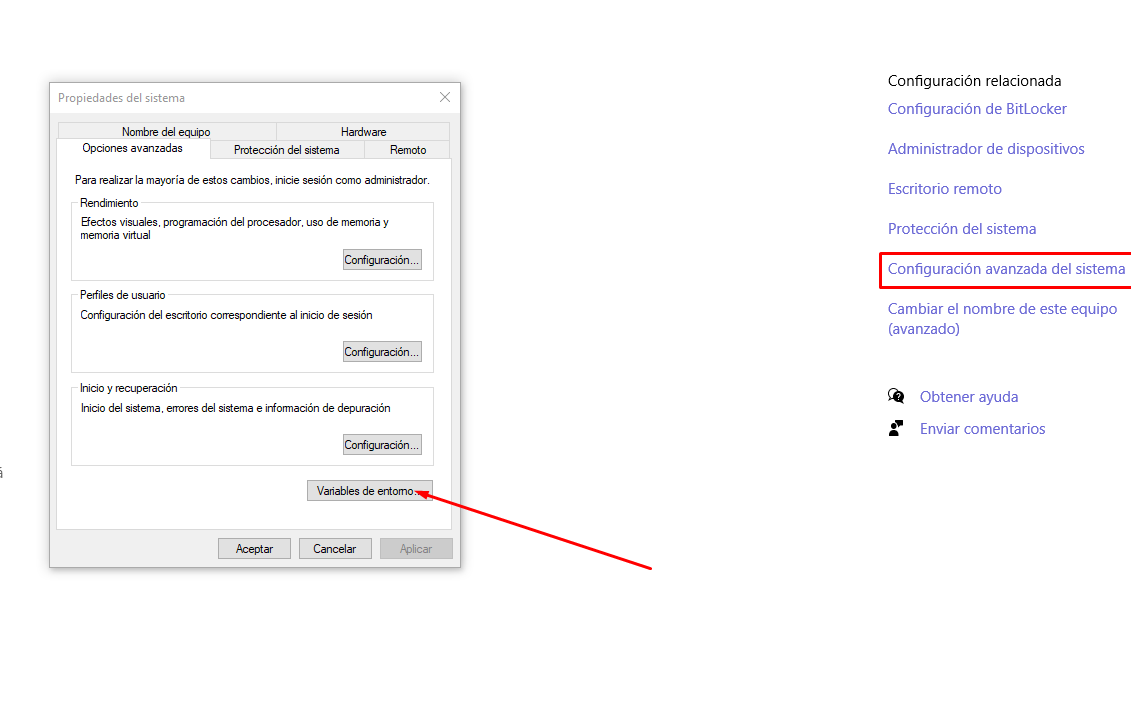 Propiedades del sistema
Nombre del equipo
Hardware
Opciones avanzadas
Protección del sistema
Remoto
Para realizar la mayoría de estos cambios, inicie sesión como administrador.
Rendimiento
Efectos visuales, programación del procesador, uso de memoria y
memoria virtual
Configuración...
Perfiles de usuario
Configuración del escritorio correspondiente al inicio de sesión
Configuración...
Inicio y recuperación
Inicio del sistema, errores del sistema e información de depuración
Configuración...
Variables de entorno...
Aceptar
Cancelar
Aplicar
Configuración relacionada
Configuración de BitLocker
Administrador de dispositivos
Escritorio remoto
Protección del sistema
Configuración avanzada del sistema
Cambiar el nombre de este equipo
(avanzado)
Obtener ayuda
Enviar comentarios